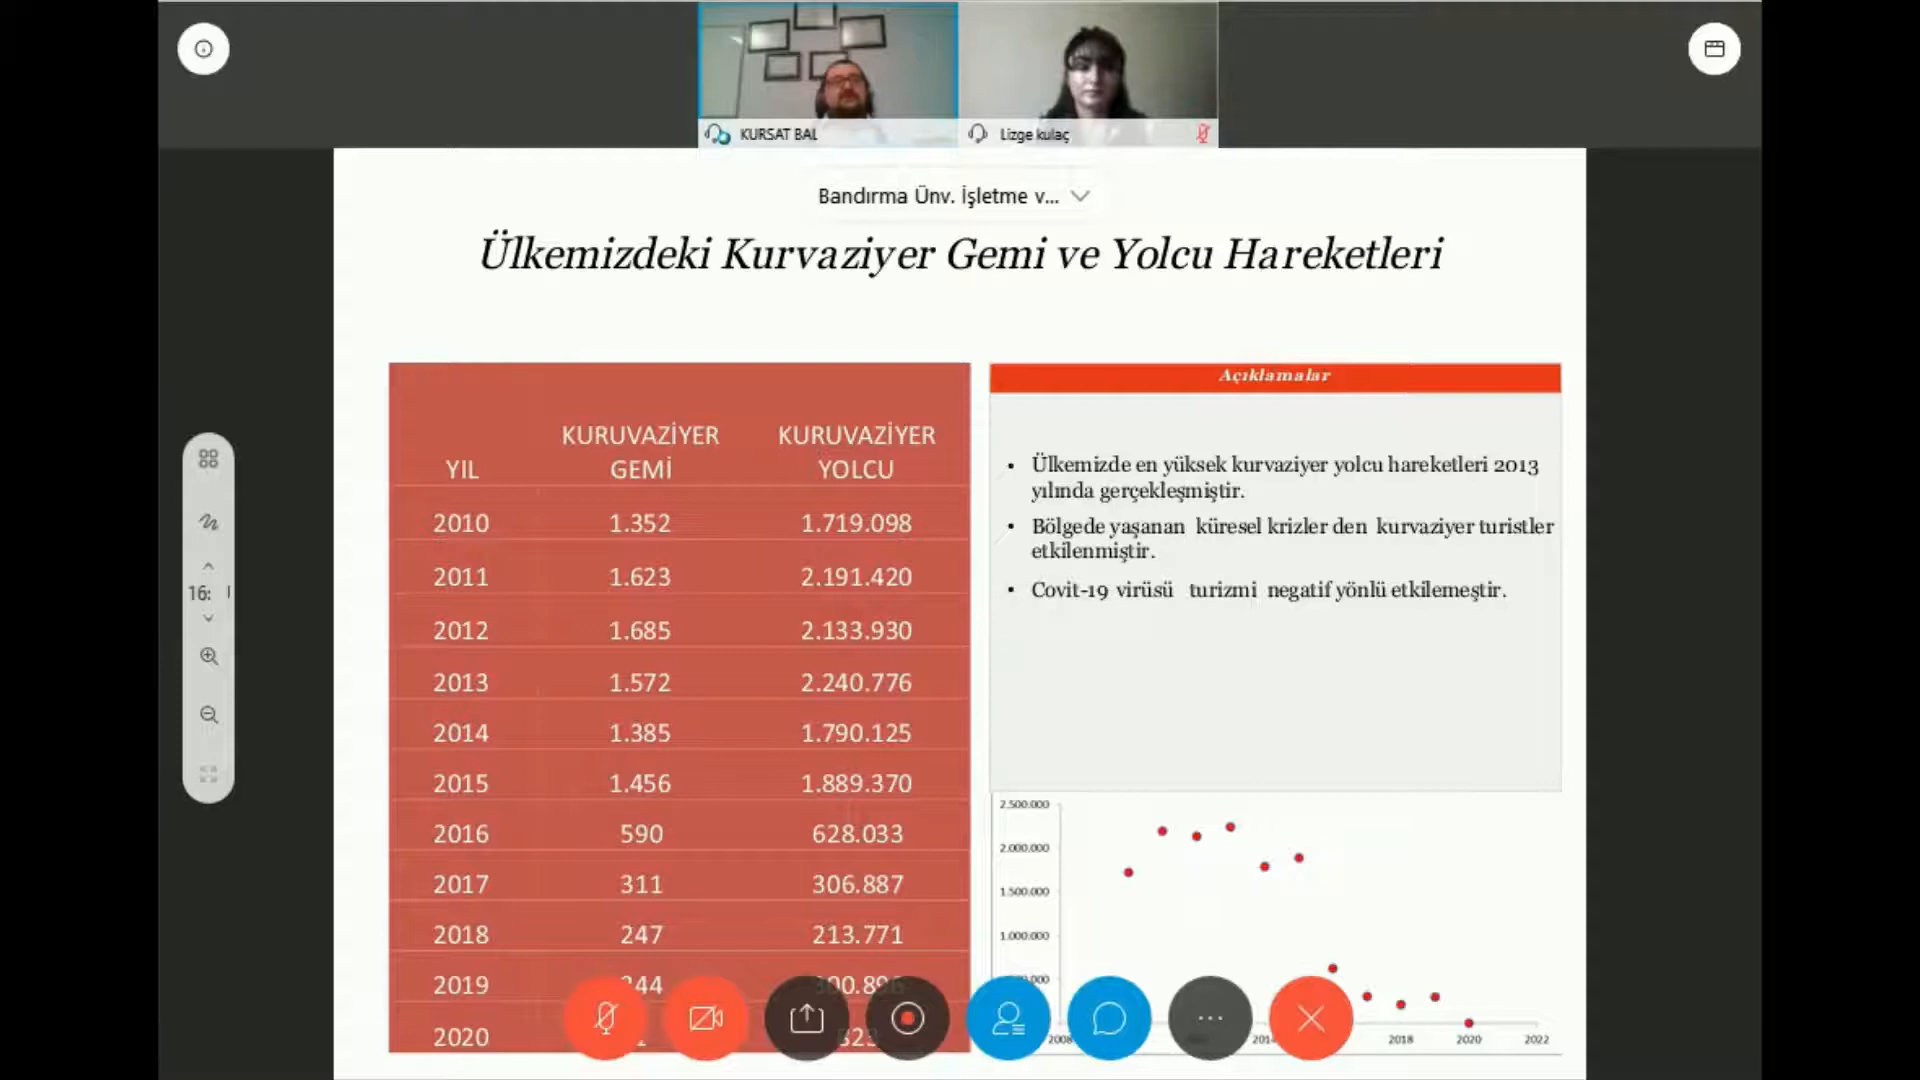 KURSAT BAL
Lizge kulaç
Bandırma Ünv. İşletme v...
Ülkemizdeki Kurvaziyer Gemi ve Yolcu Hareketleri
YIL KURUVAZİYER GEMİ KURUVAZİYER YOLCU
2010 1.352 1.719.098
2011 1.623 2.191.420
2012 1.685 2.133.930
2013 1.572 2.240.776
2014 1.385 1.790.125
2015 1.456 1.889.370
2016 590 628.033
2017 311 306.887
2018 247 213.771
2019
2020
Açıklamalar
• Ülkemizde en yüksek kurvaziyer yolcu hareketleri 2013
yılında gerçekleşmiştir.
• Bölgede yaşanan küresel krizler den kurvaziyer turistler
etkilenmiştir.
• Covit-19 virüsü turizmi negatif yönlü etkilemeştir.
2.500.000
2.000.000
1.500.000
1.000.000
2008 2018 2020 2022
16: